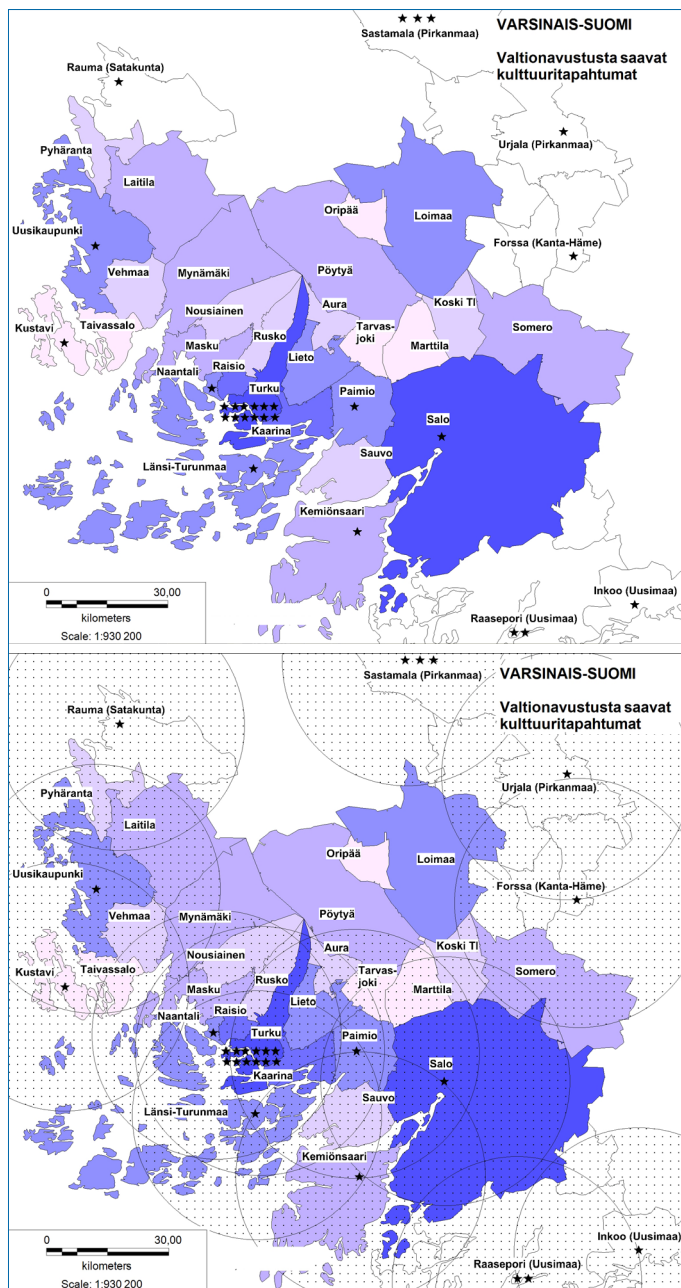 VARSINAIS-SUOMI
Sastamala (Pirkanmaa)
Valtionavustusta saavat
kulttuuritapahtumat
Rauma (Satakunta)
Urjala (Pirkanmaa)
Pyhäranta
Laitila
Oripää
Loimaa
Uusikaupunki
Forssa (Kanta-Häme)
Vehmaa
Mynämäki
Pöytyä
Kustavi
Taivassalo
Nousiainen
Aura
Koski Tl
Somero
Masku
Rusko
Tarvas-
joki
Marttila
Naantali
Raisio
Lieto
Turku
Paimio
Salo
Kaarina
Länsi-Turunmaa
Sauvo
Kemiönsaari
0 30,00
kilometers
Scale: 1:930 200
Inkoo (Uusimaa)
Raasepori (Uusimaa)
VARSINAIS-SUOMI
Sastamala (Pirkanmaa)
Valtionavustusta saavat
kulttuuritapahtumat
Rauma (Satakunta)
Urjala (Pirkanmaa)
Pyhäranta
Laitila
Oripää
Loimaa
Uusikaupunki
Forssa (Kanta-Häme)
Vehmaa
Mynämäki
Pöytyä
Kustavi
Taivassalo
Nousiainen
Aura
Koski Tl
Somero
Masku
Rusko
Tarvas-
joki
Marttila
Naantali
Raisio
Lieto
Turku
Paimio
Salo
Kaarina
Länsi-Turunmaa
Sauvo
Kemiönsaari
0 30,00
kilometers
Scale: 1:930 200
Inkoo (Uusimaa)
Raasepori (Uusimaa)